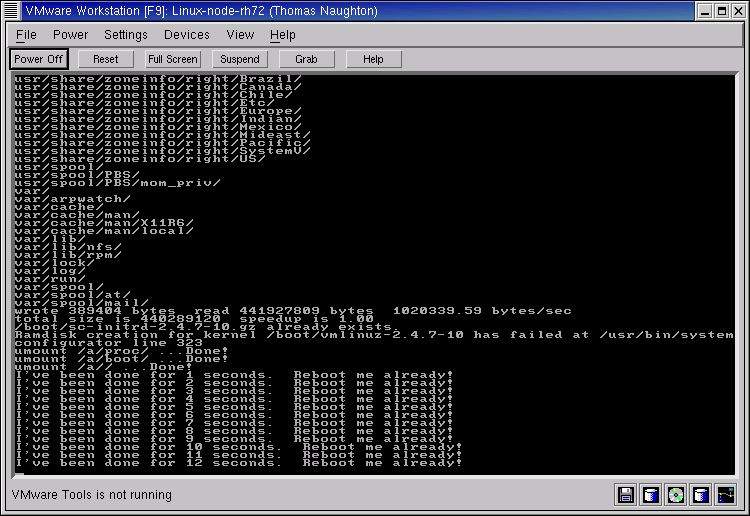 VMware Workstation [F9]: Linux-node-rh72 (Thomas Naughton)
File Power Settings Devices View Help
Power Off Reset Full Screen Suspend Grab Help
usr/share/zoneinfo/right/Brazil/
usr/share/zoneinfo/right/Canada/
usr/share/zoneinfo/right/Chile/
usr/share/zoneinfo/right/Etc/
usr/share/zoneinfo/right/Europe/
usr/share/zoneinfo/right/Indian/
usr/share/zoneinfo/right/Mexico/
usr/share/zoneinfo/right/Mideast/
usr/share/zoneinfo/right/Pacific/
usr/share/zoneinfo/right/SystemV/
usr/share/zoneinfo/right/US/
usr/spool/
usr/spool/PBS/
usr/spool/PBS/mom_priv/
var/
var/arpwatch/
var/cache/
var/cache/man/
var/cache/man/X11R6/
var/cache/man/local/
var/lib/
var/lib/nfs/
var/lib/rpm/
var/lock/
var/log/
var/run/
var/spool/
var/spool/at/
var/spool/mail/
wrote 389404 bytes  read 441927809 bytes  1020339.59 bytes/sec
total size is 440289120  speedup is 1.00
/boot/sc-initrd-2.4.7-10.gz already exists.
Ramdisk creation for kernel /boot/vmlinuz-2.4.7-10 has failed at /usr/bin/system
configurator line 323.
umount /a/proc/ ...Done!
umount /a/boot/ ...Done!
umount /a// ...Done!
I've been done for 1 seconds.  Reboot me already!
I've been done for 2 seconds.  Reboot me already!
I've been done for 3 seconds.  Reboot me already!
I've been done for 4 seconds.  Reboot me already!
I've been done for 5 seconds.  Reboot me already!
I've been done for 6 seconds.  Reboot me already!
I've been done for 7 seconds.  Reboot me already!
I've been done for 8 seconds.  Reboot me already!
I've been done for 9 seconds.  Reboot me already!
I've been done for 10 seconds.  Reboot me already!
I've been done for 11 seconds.  Reboot me already!
I've been done for 12 seconds.  Reboot me already!
VMware Tools is not running